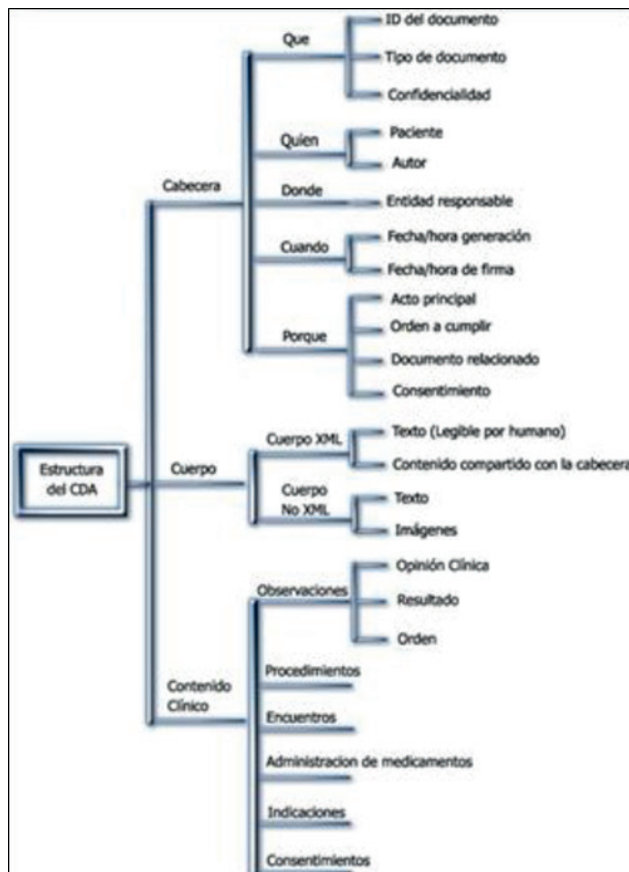 ID del documento
Que
Tipo de documento
Confidencialidad
Paciente
Quien
Autor
Cabecera
Donde
Entidad responsable
Fecha/hora generación
Cuando
Fecha/hora de firma
Acto principal
Orden a cumplir
Porque
Documento relacionado
Consentimiento
Texto (Legible por humano)
Cuerpo XML
Contenido compartido con la cabecera
Estructura
del CDA
Cuerpo
Cuerpo
No XML
Texto
Imágenes
Opinión Clínica
Observaciones
Resultado
Orden
Procedimientos
Contenido
Clínico
Encuentros
Administracion de medicamentos
Indicaciones
Consentimientos